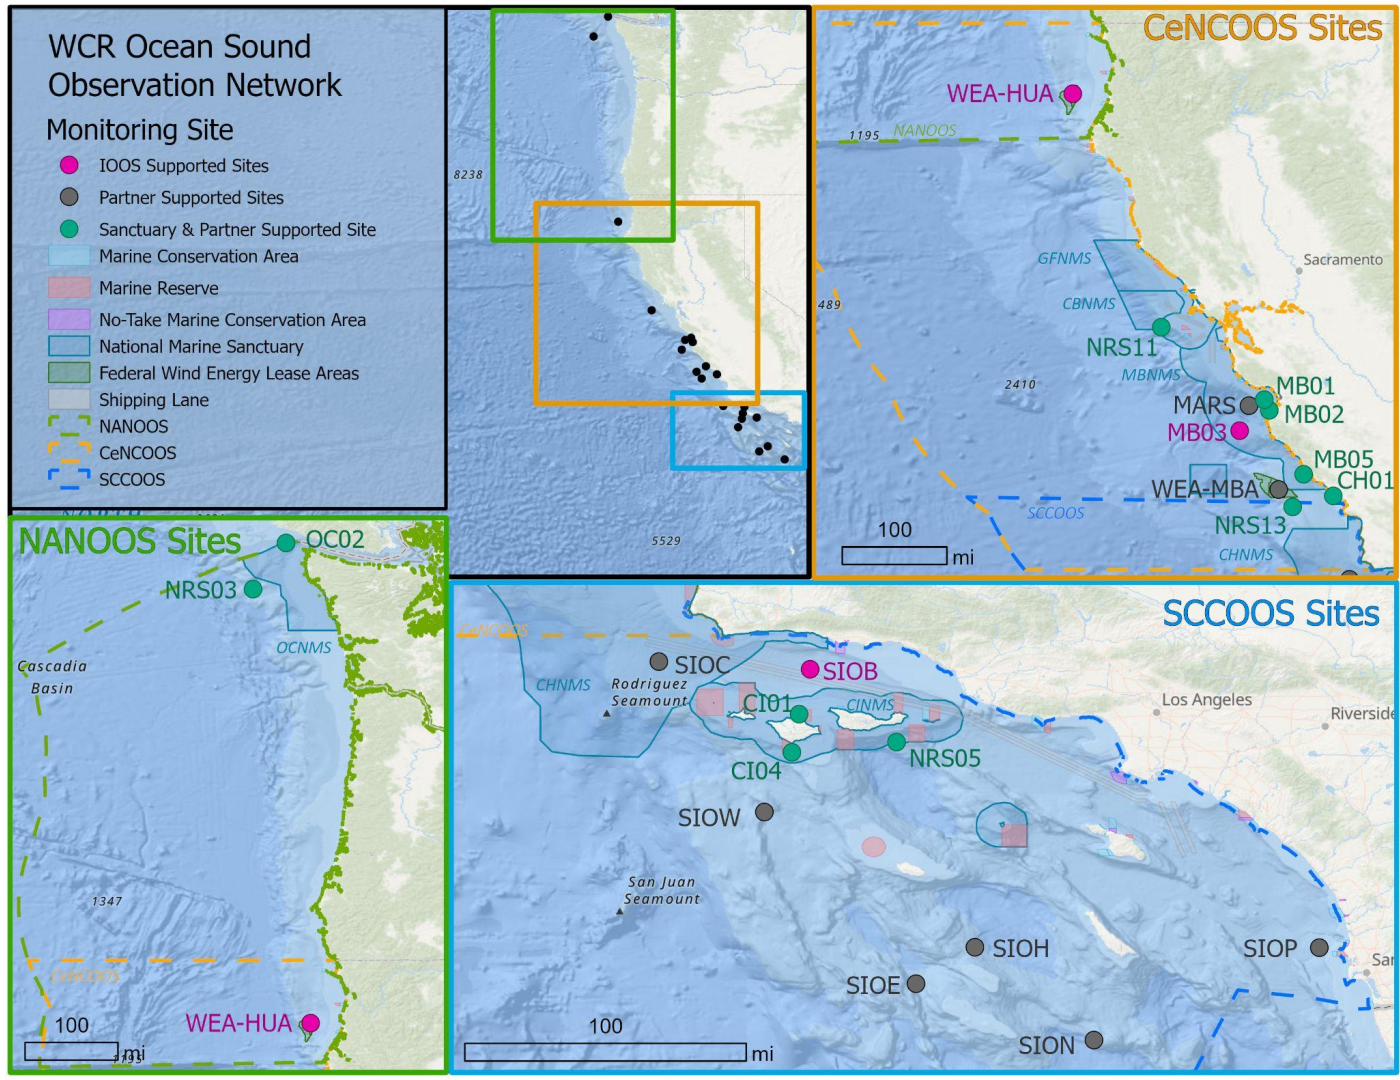 WCR Ocean Sound
Observation Network
Monitoring Site
IOOS Supported Sites
Partner Supported Sites
Sanctuary & Partner Supported Site
Marine Conservation Area
Marine Reserve
No-Take Marine Conservation Area
National Marine Sanctuary
Federal Wind Energy Lease Areas
Shipping Lane
NANOOS
CeNCOOS
SCCOOS
8238
5529
CeNCOOS Sites
WEA-HUA
1195
NANOOS
GFNMS
Sacramento
CBNMS
489
NRS11
MBNMS
2410
MB01
MARS
MB02
MB03
MB05
WEA-MBA
CH01
SCCOOS
NRS13
100
mi
CHNMS
NANOOS Sites
OC02
NRS03
OCNMS
Cascadia
Basin
1347
CeNCOOS
WEA-HUA
100
mi
1195
SCCOOS Sites
CeNCOOS
SIOC
SIOB
CHNMS
Rodriguez
Seamount
CI01
CINMS
Los Angeles
Riverside
CI04
NRS05
SIOW
San Juan
Seamount
SIOH
SIOP
San
SIOE
100
mi
SION